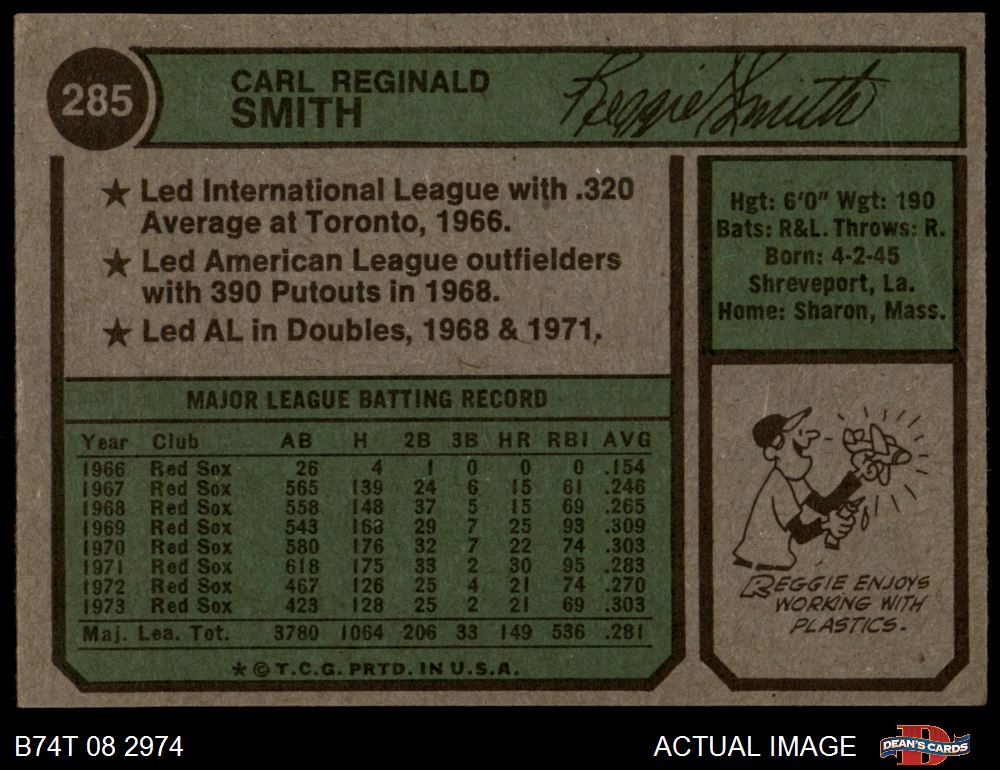 285
CARL REGINALD
SMITH
Reggie Smith
★ Led International League with .320
Average at Toronto, 1966.
★ Led American League outfielders
with 390 Putouts in 1968.
★ Led AL in Doubles, 1968 & 1971.
Hgt: 6'0" Wgt: 190
Bats: R&L. Throws: R.
Born: 4-2-45
Shreveport, La.
Home: Sharon, Mass.
MAJOR LEAGUE BATTING RECORD
Year Club AB H 2B 3B HR RBI AVG
1966 Red Sox 26 4 1 0 0 0 .154
1967 Red Sox 565 139 24 6 15 61 .246
1968 Red Sox 558 148 37 5 15 69 .265
1969 Red Sox 543 168 29 7 25 93 .309
1970 Red Sox 580 176 32 7 22 74 .303
1971 Red Sox 618 175 33 2 30 95 .283
1972 Red Sox 467 126 25 4 21 74 .270
1973 Red Sox 423 128 25 2 21 69 .303
Maj. Lea. Tot. 3780 1064 206 33 149 536 .281
★ © T.C.G. PRTD. IN U.S.A.
REGGIE ENJOYS
WORKING WITH
PLASTICS.
B74T 08 2974
ACTUAL IMAGE
D
DEAN'S CARDS